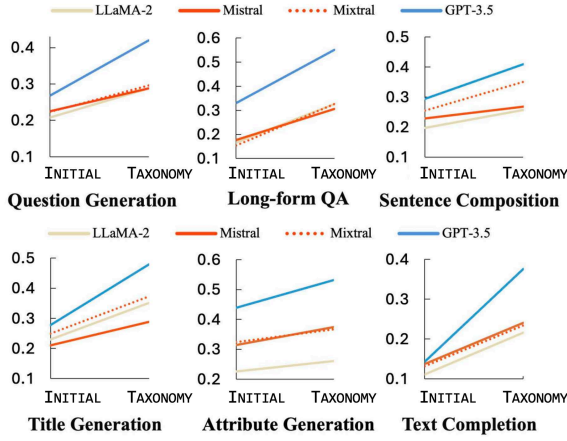 LLaMA-2 Mistral Mixtral GPT-3.5
0.4 0.3 0.2 0.1
INITIAL TAXONOMY
Question Generation
0.6 0.5 0.4 0.3 0.2 0.1
INITIAL TAXONOMY
Long-form QA
0.5 0.4 0.3 0.2 0.1
INITIAL TAXONOMY
Sentence Composition
LLaMA-2 Mistral Mixtral GPT-3.5
0.5 0.4 0.3 0.2 0.1
INITIAL TAXONOMY
Title Generation
0.6 0.5 0.4 0.3 0.2
INITIAL TAXONOMY
Attribute Generation
0.4 0.3 0.2 0.1
INITIAL TAXONOMY
Text Completion